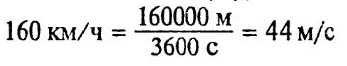 160 км/ч = 160000 м / 3600 с = 44 м/с